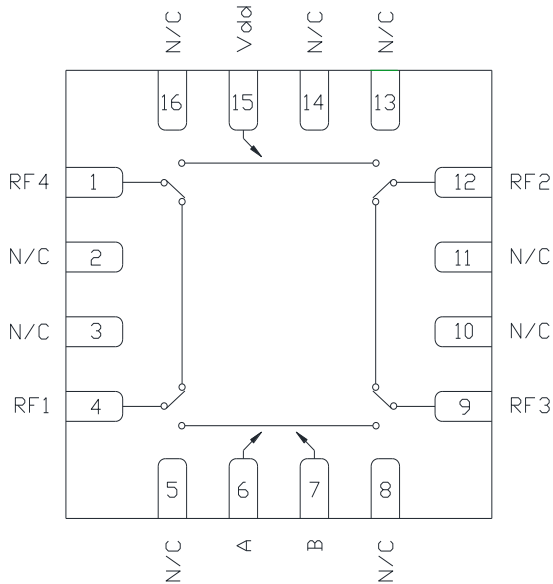 N/C Vdd N/C N/C
16 15 14 13
RF4 1 12 RF2
N/C 2 11 N/C
N/C 3 10 N/C
RF1 4 9 RF3
5 6 7 8
N/C A B N/C